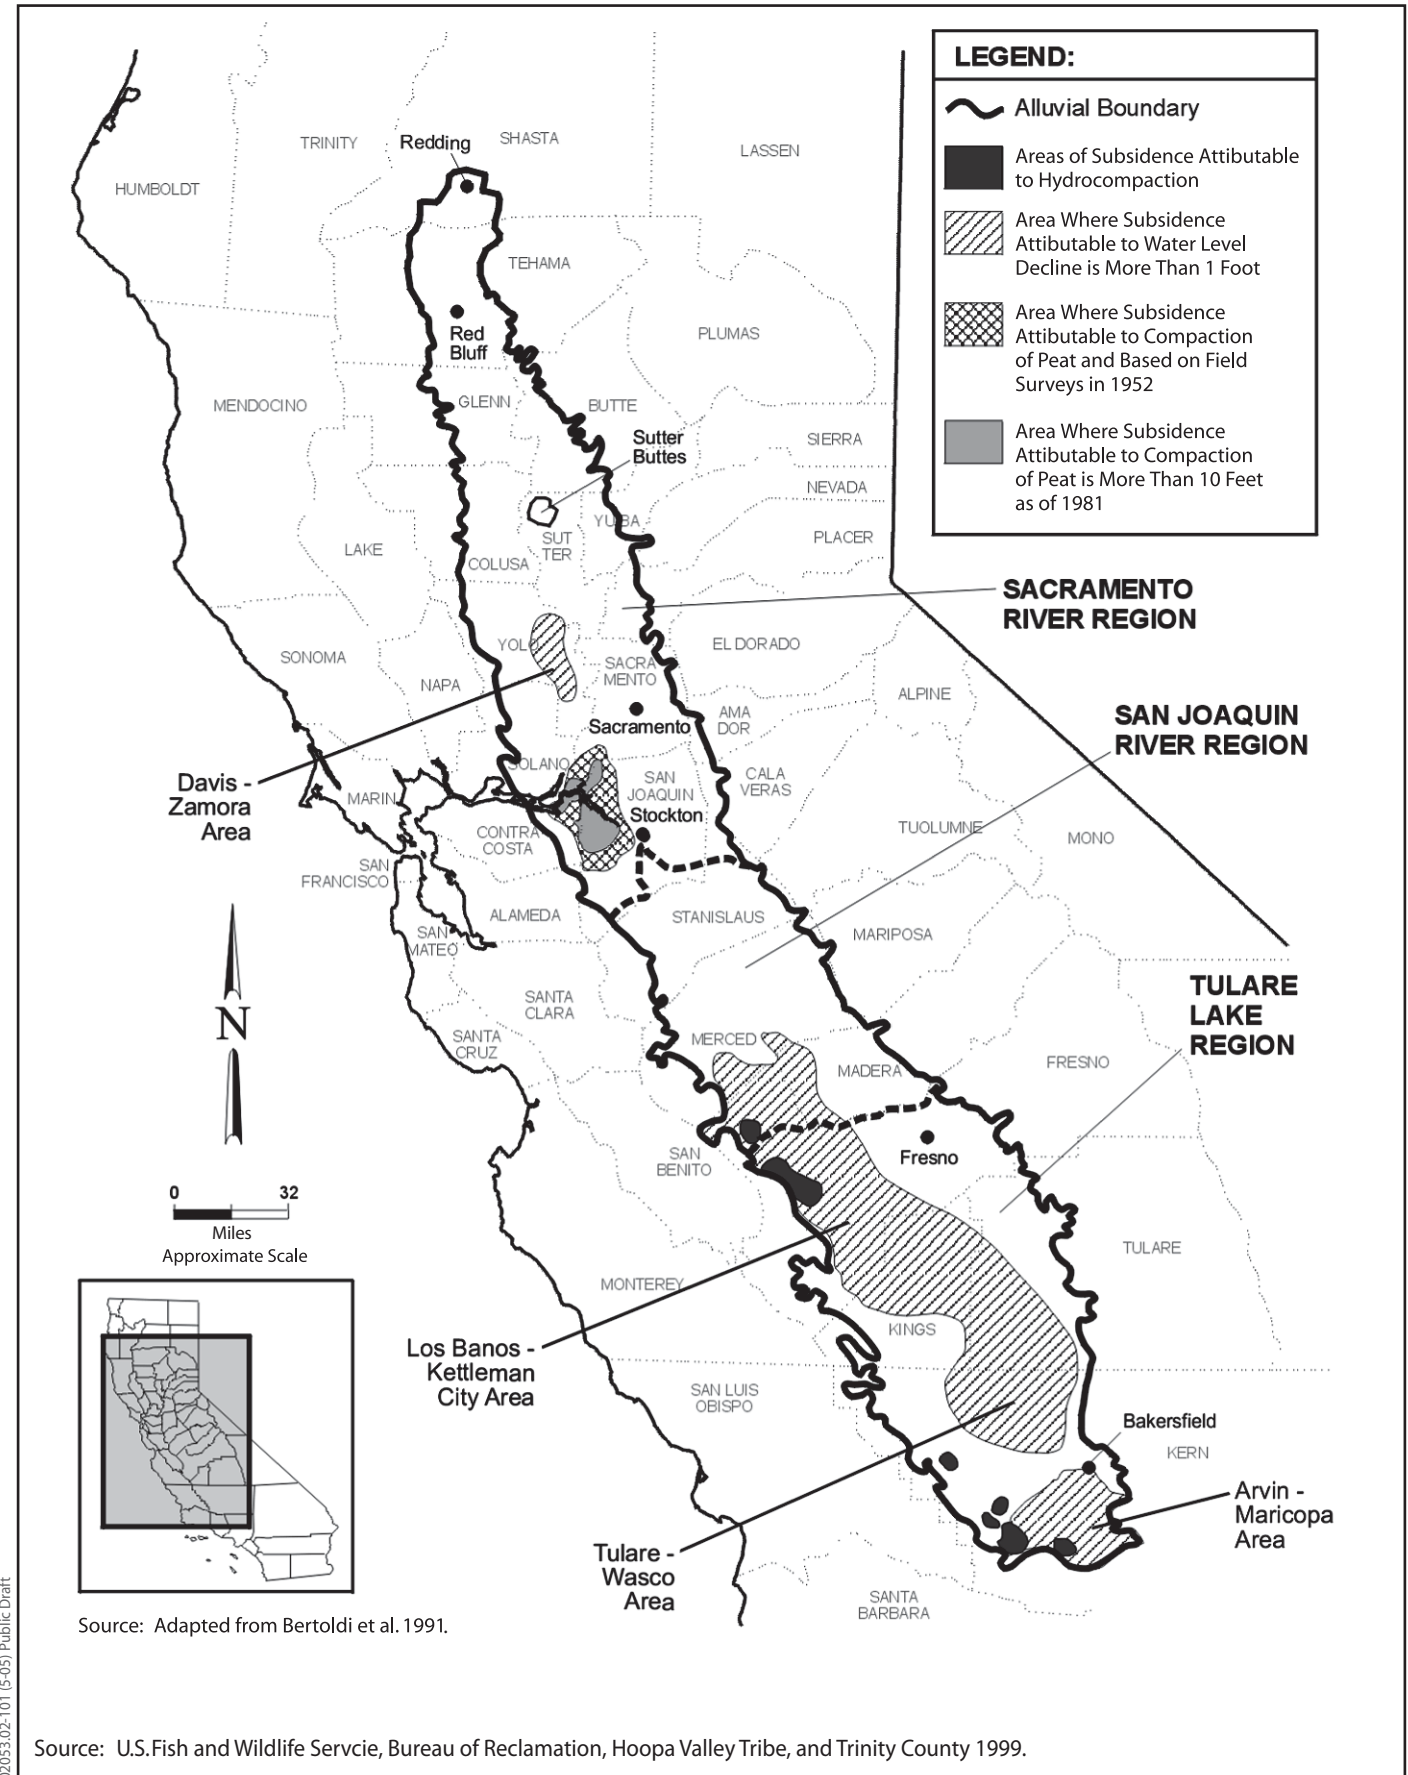 LEGEND:
Alluvial Boundary
Areas of Subsidence Attibutable
to Hydrocompaction
Area Where Subsidence
Attibutable to Water Level
Decline is More Than 1 Foot
Area Where Subsidence
Attibutable to Compaction
of Peat and Based on Field
Surveys in 1952
Area Where Subsidence
Attibutable to Compaction
of Peat is More Than 10 Feet
as of 1981
TRINITY
Redding
SHASTA
LASSEN
HUMBOLDT
TEHAMA
Red
Bluff
PLUMAS
MENDOCINO
GLENN
BUTTE
Sutter
Buttes
SIERRA
NEVADA
YUBA
PLACER
LAKE
SUT
TER
COLUSA
SACRAMENTO
RIVER REGION
YOLO
EL DORADO
SONOMA
SACRA
MENTO
NAPA
ALPINE
Sacramento
AMA
DOR
SAN JOAQUIN
RIVER REGION
Davis -
Zamora
Area
SOLANO
SAN
JOAQUIN
CALA
VERAS
MARIN
Stockton
CONTRA
COSTA
TUOLUMNE
MONO
SAN
FRANCISCO
ALAMEDA
STANISLAUS
SAN
MATEO
MARIPOSA
N
SANTA
CLARA
TULARE
LAKE
REGION
SANTA
CRUZ
MERCED
MADERA
FRESNO
SAN
BENITO
Fresno
0 32
Miles
Approximate Scale
TULARE
MONTEREY
Los Banos -
Kettleman
City Area
KINGS
SAN LUIS
OBISPO
Bakersfield
KERN
Arvin -
Maricopa
Area
Tulare -
Wasco
Area
SANTA
BARBARA
Source: Adapted from Bertoldi et al. 1991.
02053.02-101 (5-05) Public Draft
Source: U.S.Fish and Wildlife Servcie, Bureau of Reclamation, Hoopa Valley Tribe, and Trinity County 1999.